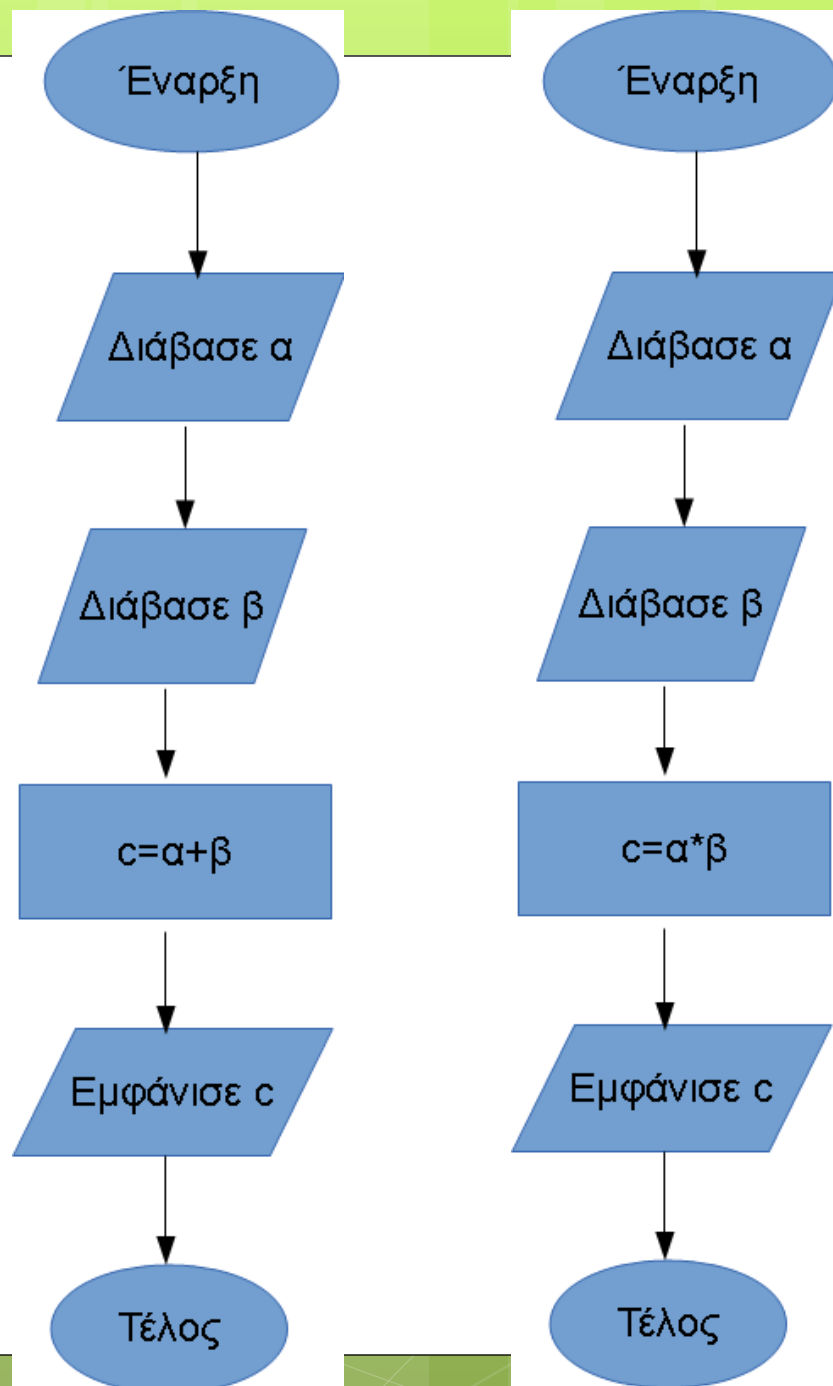 Έναρξη
Διάβασε α
Διάβασε β
c=α+β
Εμφάνισε c
Τέλος
Έναρξη
Διάβασε α
Διάβασε β
c=α*β
Εμφάνισε c
Τέλος